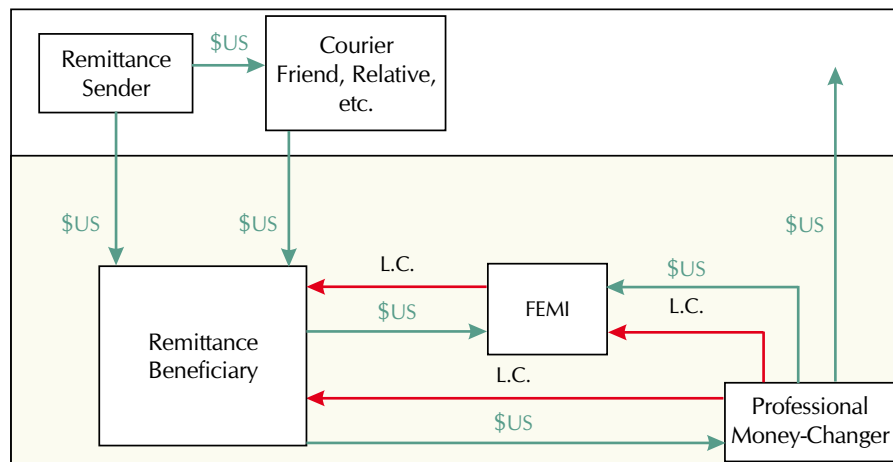 Remittance
Sender
$US
Courier
Friend, Relative,
etc.
$US
$US
$US
L.C.
$US
FEMI
$US
L.C.
Remittance
Beneficiary
L.C.
$US
Professional
Money-Changer